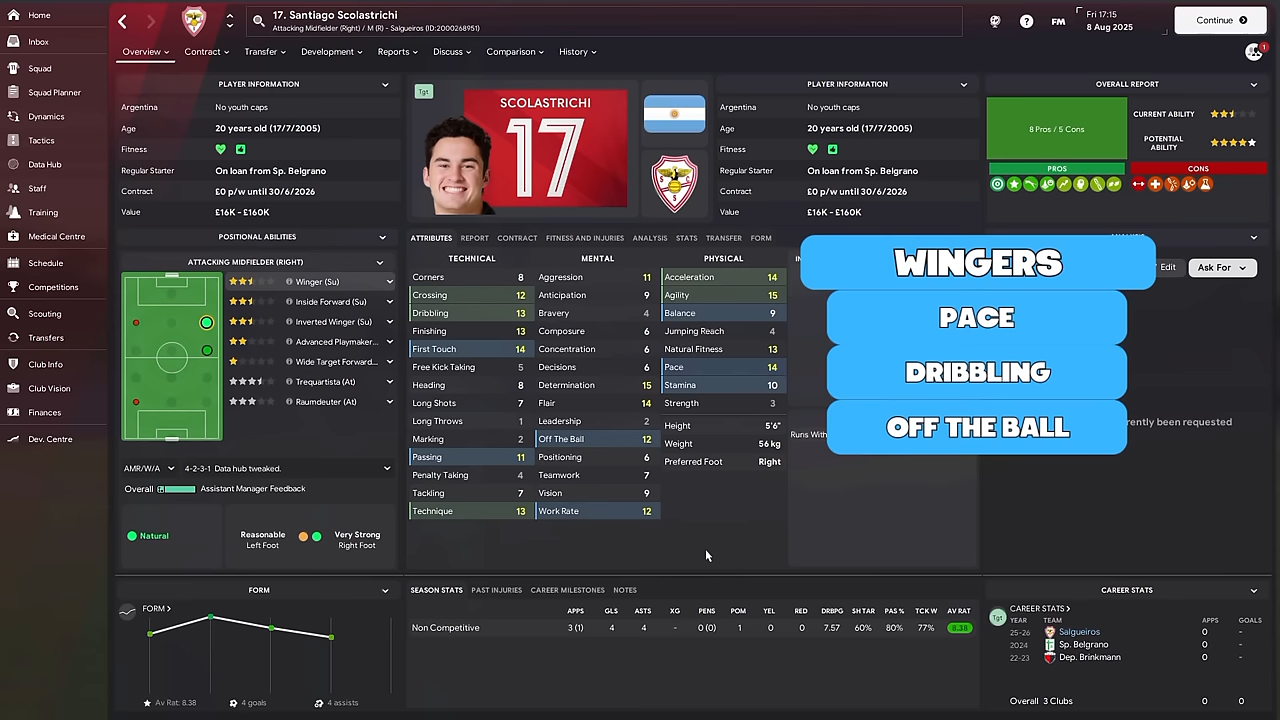 Home
Inbox
Squad
Squad Planner
Dynamics
Tactics
Data Hub
Staff
Training
Medical Centre
Schedule
Competitions
Scouting
Transfers
Club Info
Club Vision
Finances
Dev. Centre
17. Santiago Scolastrichi
Attacking Midfielder (Right) / M (R) - Salgueiros (ID:2000268951)
FM
Fri 17:15
8 Aug 2025
Continue
1
Overview
Contract
Transfer
Development
Reports
Discuss
Comparison
History
PLAYER INFORMATION
Argentina No youth caps
Age 20 years old (17/7/2005)
Fitness
Regular Starter On loan from Sp. Belgrano
Contract £0 p/w until 30/6/2026
Value £16K - £160K
Tgt
SCOLASTRICHI
17
PLAYER INFORMATION
Argentina No youth caps
Age 20 years old (17/7/2005)
Fitness
Regular Starter On loan from Sp. Belgrano
Contract £0 p/w until 30/6/2026
Value £16K - £160K
OVERALL REPORT
8 Pros / 5 Cons
CURRENT ABILITY
POTENTIAL
ABILITY
PROS
CONS
POSITIONAL ABILITIES
ATTACKING MIDFIELDER (RIGHT)
Winger (Su)
Inside Forward (Su)
Inverted Winger (Su)
Advanced Playmaker...
Wide Target Forward...
Trequartista (At)
Raumdeuter (At)
AMR/W/A
4-2-3-1 Data hub tweaked.
Overall
Assistant Manager Feedback
Natural
Reasonable
Left Foot
Very Strong
Right Foot
ATTRIBUTES
REPORT
CONTRACT
FITNESS AND INJURIES
ANALYSIS
STATS
TRANSFER
FORM
TECHNICAL
Corners 8
Crossing 12
Dribbling 13
Finishing 13
First Touch 14
Free Kick Taking 5
Heading 8
Long Shots 7
Long Throws 1
Marking 2
Passing 11
Penalty Taking 4
Tackling 7
Technique 13
MENTAL
Aggression 11
Anticipation 9
Bravery 4
Composure 6
Concentration 6
Decisions 6
Determination 15
Flair 14
Leadership 2
Off The Ball 12
Positioning 6
Teamwork 7
Vision 9
Work Rate 12
PHYSICAL
Acceleration 14
Agility 15
Balance 9
Jumping Reach 4
Natural Fitness 13
Pace 14
Stamina 10
Strength 3
Height 5'6"
Weight 56 kg
Preferred Foot Right
Runs With
WINGERS
PACE
DRIBBLING
OFF THE BALL
Edit
Ask For
rently been requested
FORM
FORM
Av Rat: 8.38
4 goals
4 assists
SEASON STATS
PAST INJURIES
CAREER MILESTONES
NOTES
APPS GLS ASTS XG PENS POM YEL RED DRBPG SH TAR PAS % TCK W AV RAT
Non Competitive 3 (1) 4 4 - 0 (0) 1 0 0 7.57 60% 80% 77% 8.38
CAREER STATS
Tgt
CAREER STATS
YEAR TEAM APPS GOALS
25-26 Salgueiros 0 -
2024 Sp. Belgrano 0 -
22-23 Dep. Brinkmann 0 -
Overall 3 Clubs 0 0